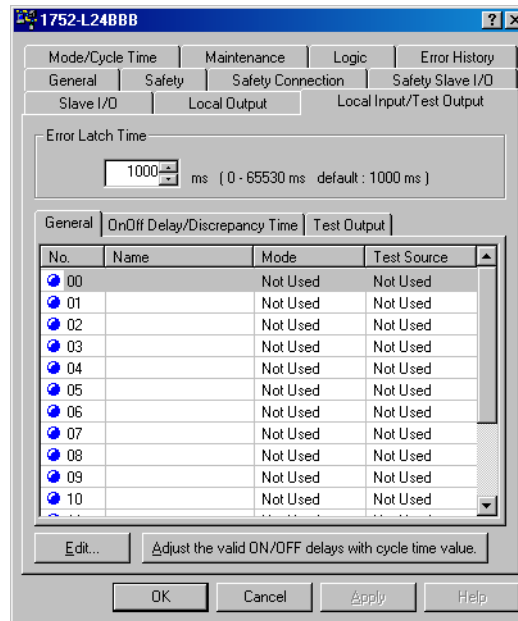 1752-L24BBB
Mode/Cycle Time Maintenance Logic Error History
General Safety Safety Connection Safety Slave I/O
Slave I/O Local Output Local Input/Test Output
Error Latch Time
1000 ms ( 0 - 65530 ms default : 1000 ms )
General OnOff Delay/Discrepancy Time Test Output
No. Name Mode Test Source
00 Not Used Not Used
01 Not Used Not Used
02 Not Used Not Used
03 Not Used Not Used
04 Not Used Not Used
05 Not Used Not Used
06 Not Used Not Used
07 Not Used Not Used
08 Not Used Not Used
09 Not Used Not Used
10 Not Used Not Used
Edit... Adjust the valid ON/OFF delays with cycle time value.
OK Cancel Apply Help